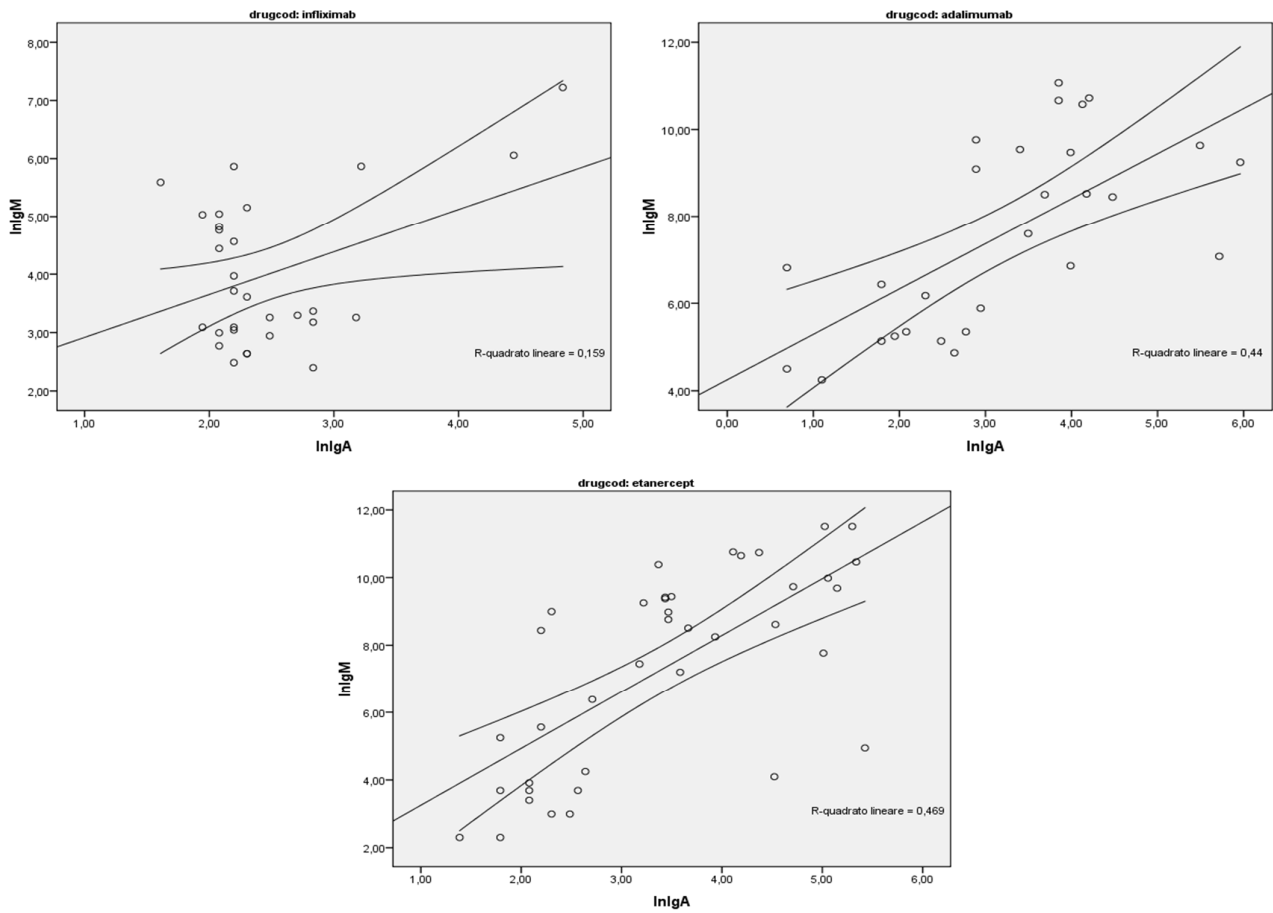 drugcod: infliximab
8,00
7,00
6,00
5,00
4,00
3,00
2,00
lnIgM
R-quadrato lineare = 0,159
1,00 2,00 3,00 4,00 5,00
lnIgA
drugcod: adalimumab
12,00
10,00
8,00
6,00
4,00
lnIgM
R-quadrato lineare = 0,44
0,00 1,00 2,00 3,00 4,00 5,00 6,00
lnIgA
drugcod: etanercept
12,00
10,00
8,00
6,00
4,00
2,00
lnIgM
R-quadrato lineare = 0,469
1,00 2,00 3,00 4,00 5,00 6,00
lnIgA